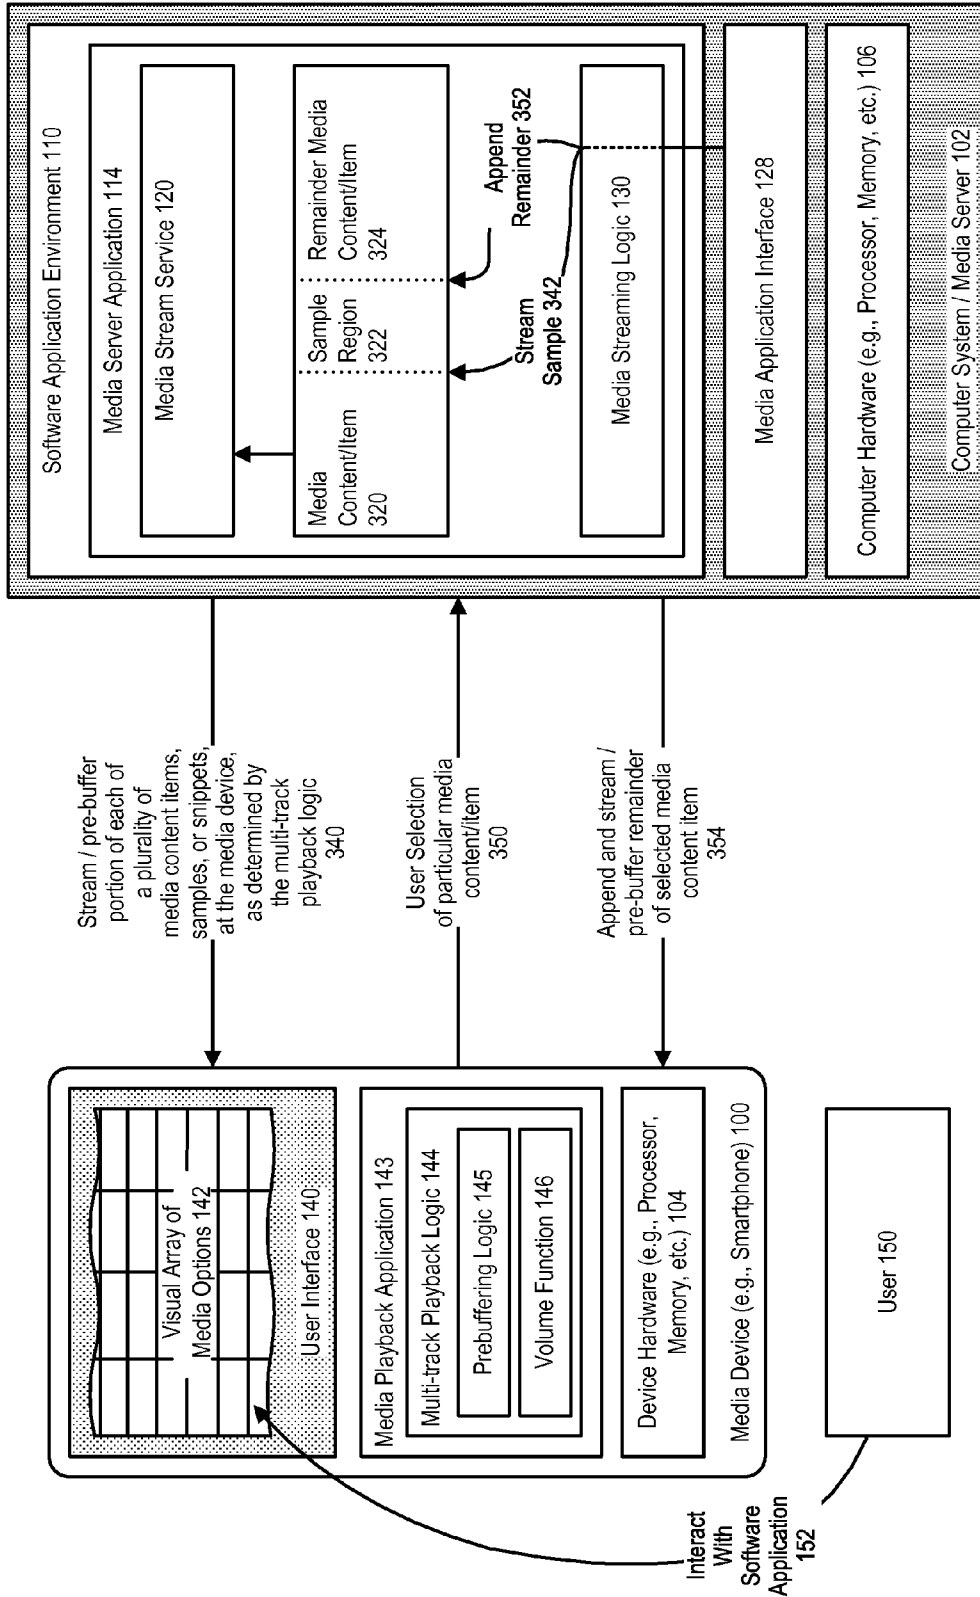 Visual Array of
Media Options 142
User Interface 140
Media Playback Application 143
Multi-track Playback Logic 144
Prebuffering Logic 145
Volume Function 146
Device Hardware (e.g., Processor,
Memory, etc.) 104
Media Device (e.g., Smartphone) 100
Interact
With
Software
Application
152
User 150
Stream / pre-buffer
portion of each of
a plurality of
media content items,
samples, or snippets,
at the media device,
as determined by
the multi-track
playback logic
340
User Selection
of particular media
content/item
350
Append and stream /
pre-buffer remainder
of selected media
content item
354
Software Application Environment 110
Media Server Application 114
Media Stream Service 120
Media
Content/Item
320
Sample
Region
322
Remainder Media
Content/Item
324
Stream
Sample 342
Append
Remainder 352
Media Streaming Logic 130
Media Application Interface 128
Computer Hardware (e.g., Processor, Memory, etc.) 106
Computer System / Media Server 102